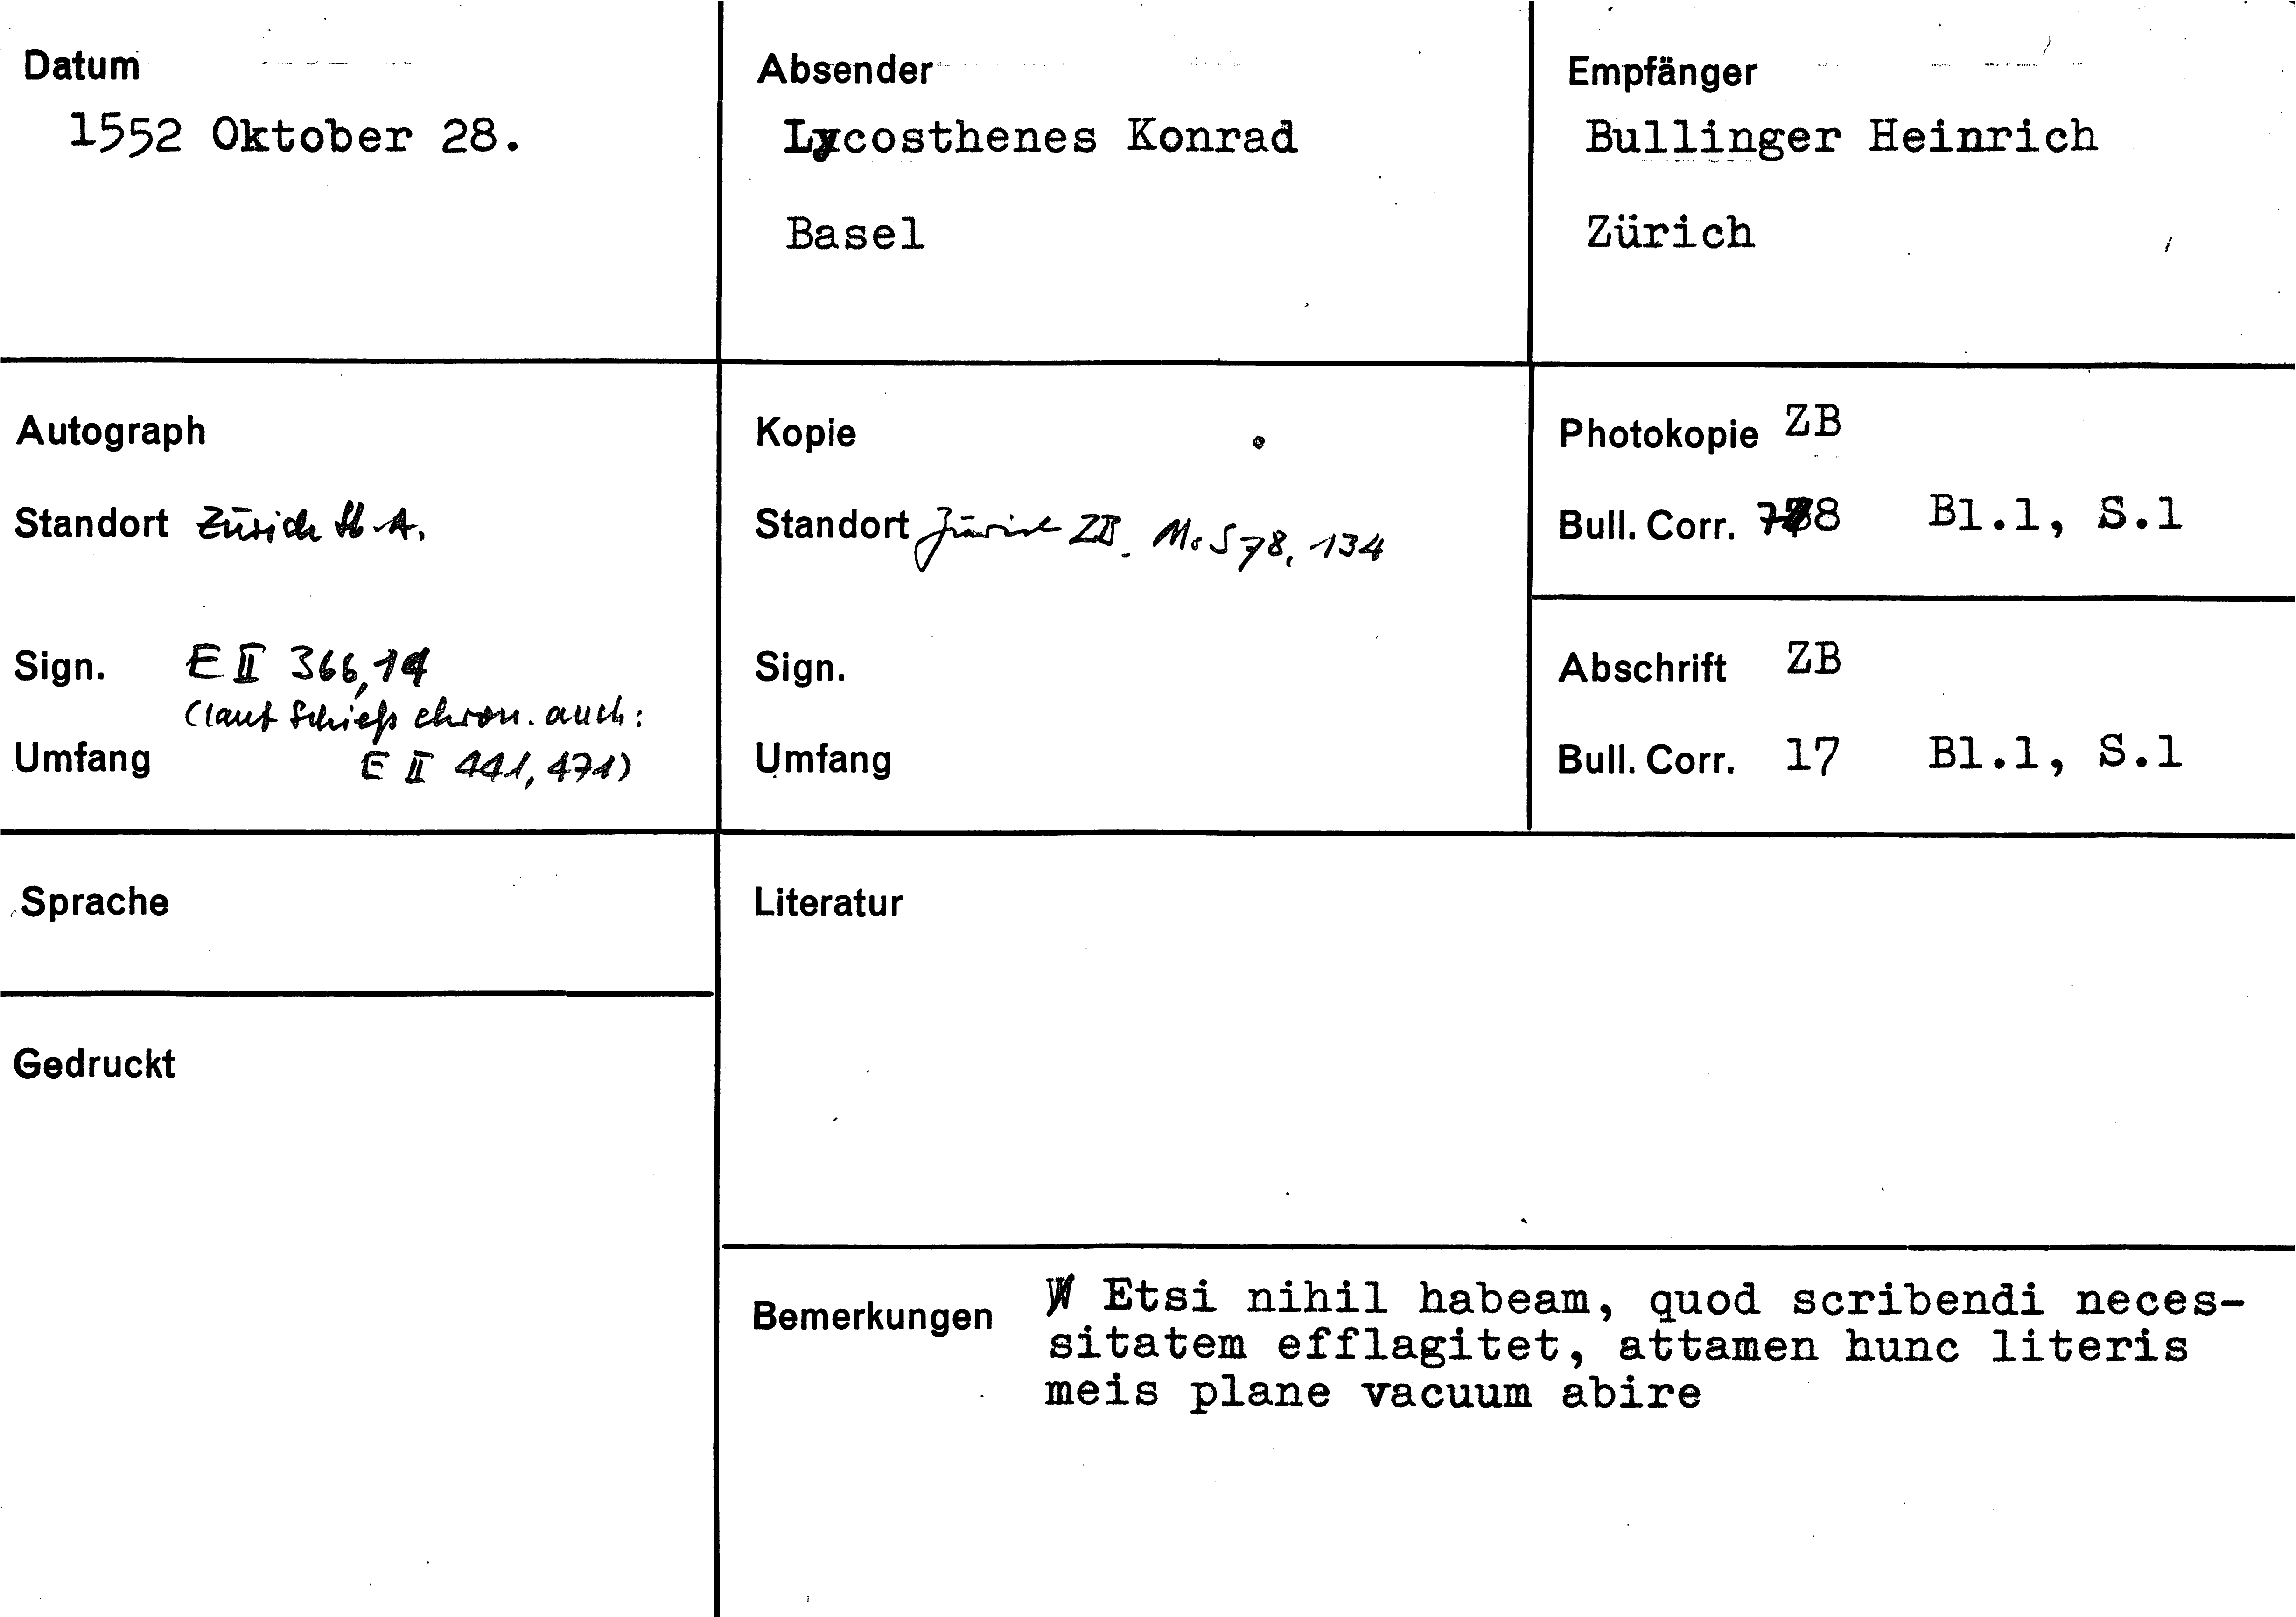 Datum
1552 Oktober 28.
Absender
Lycosthenes Konrad
Basel
Empfänger
Bullinger Heinrich
Zürich
Autograph
Standort Zürich St. A.
Sign. E II 366,14
(laut Schieß chron. auch:
E II 441, 471)
Umfang
Kopie
Standort Zürich ZB. Ms S 78, 134
Sign.
Umfang
Photokopie ZB
Bull. Corr. 8 Bl.1, S.1
Abschrift ZB
Bull. Corr. 17 Bl.1, S.1
Sprache
Gedruckt
Literatur
Bemerkungen Etsi nihil habeam, quod scribendi neces-
sitatem efflagitet, attamen hunc literis
meis plane vacuum abire